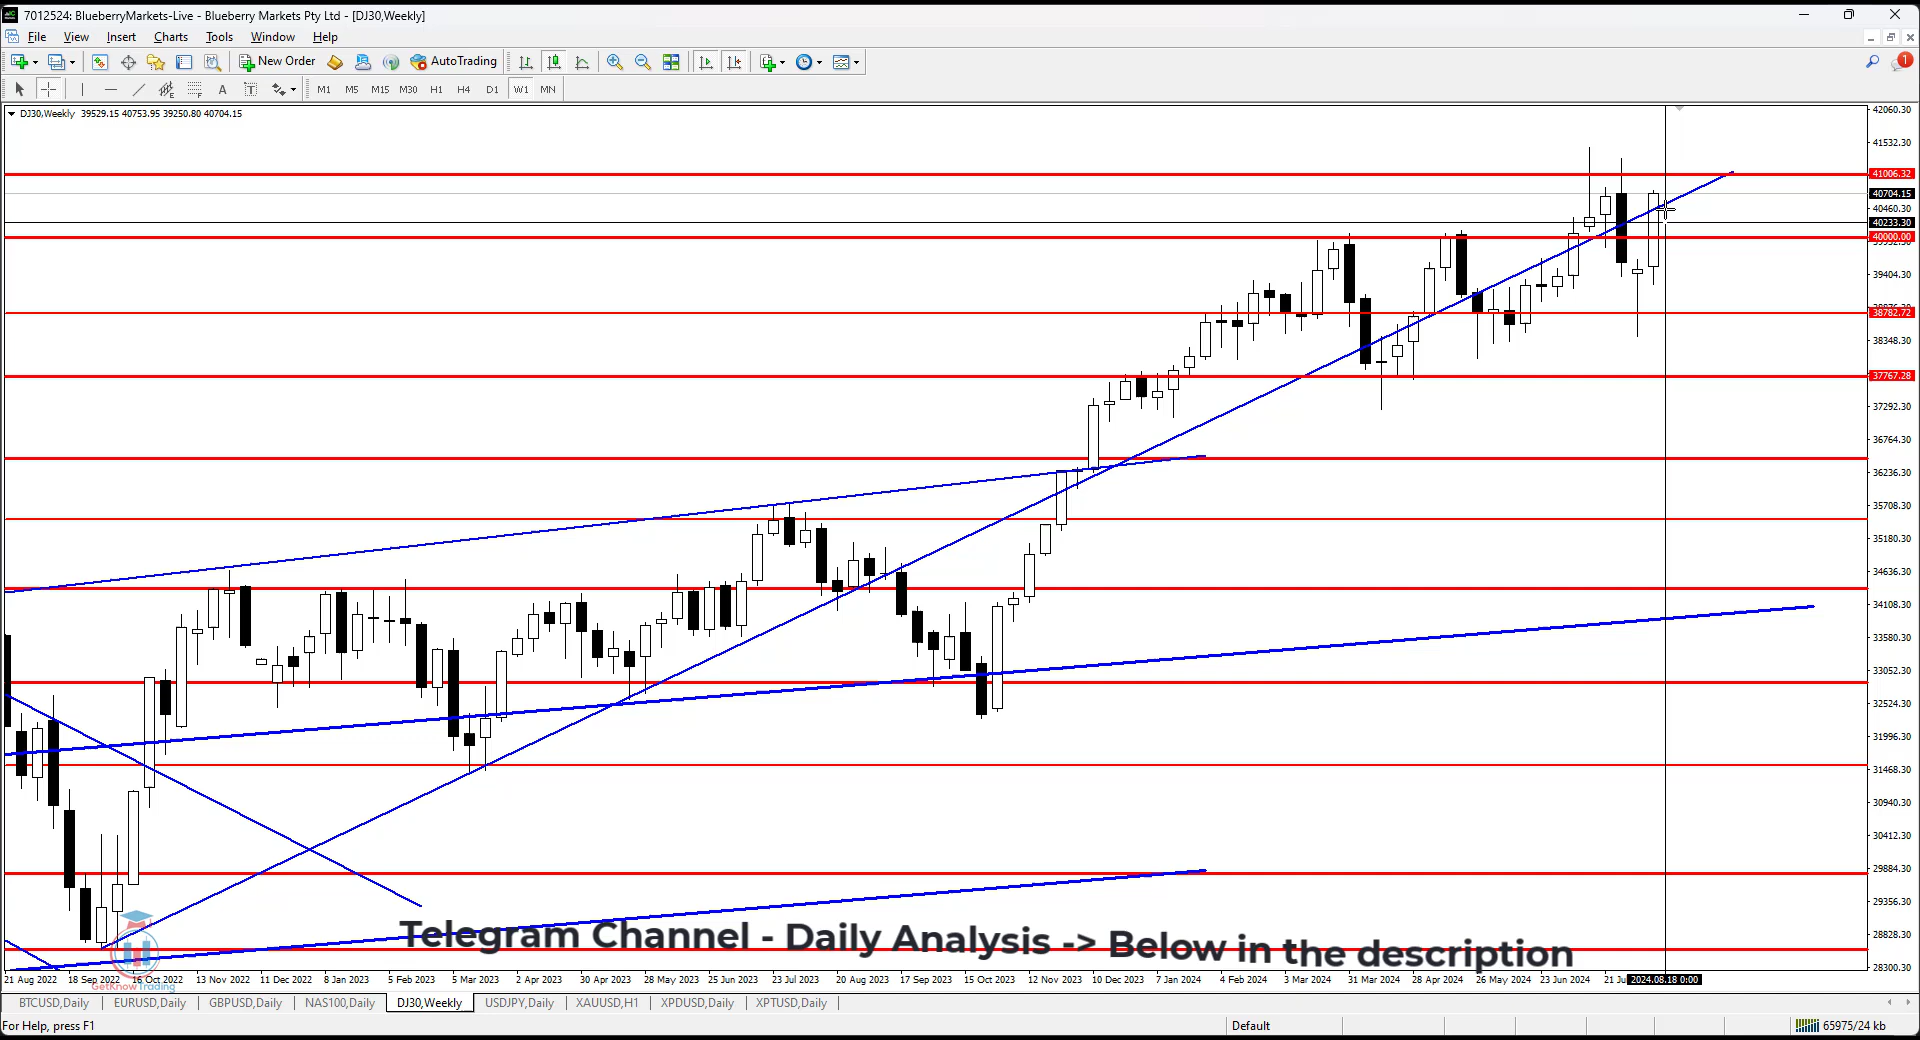 7012524: BlueberryMarkets-Live - Blueberry Markets Pty Ltd - [DJ30,Weekly]
File View Insert Charts Tools Window Help
New Order AutoTrading 1
A T M1 M5 M15 M30 H1 H4 D1 W1 MN
DJ30,Weekly 39529.15 40753.95 39250.80 40704.15
42060.30
41532.30
41006.32
40704.15
40460.30
40233.30
40000.00
39404.30
38782.72
38348.30
37767.28
37292.30
36764.30
36236.30
35708.30
35180.30
34636.30
34108.30
33580.30
33052.30
32524.30
31996.30
31468.30
30940.30
30412.30
29884.30
29356.30
28828.30
28300.30
Telegram Channel - Daily Analysis -> Below in the description
21 Aug 2022 18 Sep 2022 16 Oct 2022 13 Nov 2022 11 Dec 2022 8 Jan 2023 5 Feb 2023 5 Mar 2023 2 Apr 2023 30 Apr 2023 28 May 2023 25 Jun 2023 23 Jul 2023 20 Aug 2023 17 Sep 2023 15 Oct 2023 12 Nov 2023 10 Dec 2023 7 Jan 2024 4 Feb 2024 3 Mar 2024 31 Mar 2024 28 Apr 2024 26 May 2024 23 Jun 2024 21 Ju 2024.08.18 0:00
GetKnowTrading
BTCUSD,Daily EURUSD,Daily GBPUSD,Daily NAS100,Daily DJ30,Weekly USDJPY,Daily XAUUSD,H1 XPDUSD,Daily XPTUSD,Daily
For Help, press F1 Default 65975/24 kb